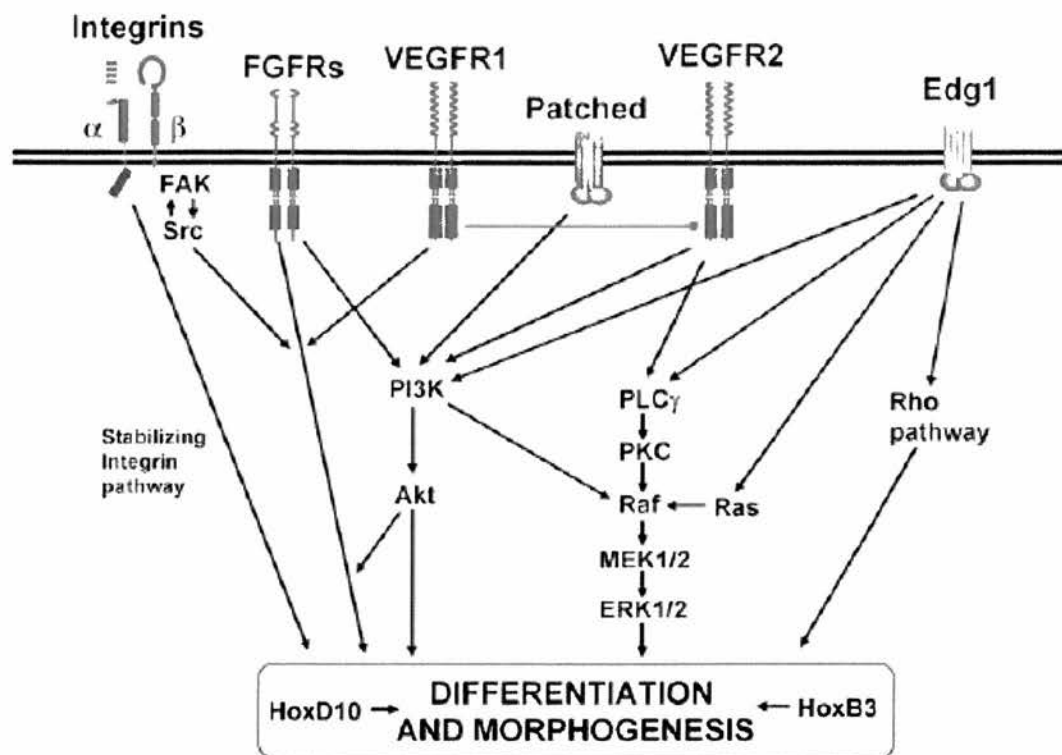 Integrins
FGFRs
VEGFR1
Patched
VEGFR2
Edg1
α
β
FAK
Src
PI3K
PLCγ
Rho
pathway
Stabilizing
Integrin
pathway
PKC
Akt
Raf
Ras
MEK1/2
ERK1/2
DIFFERENTIATION
AND MORPHOGENESIS
HoxD10
HoxB3